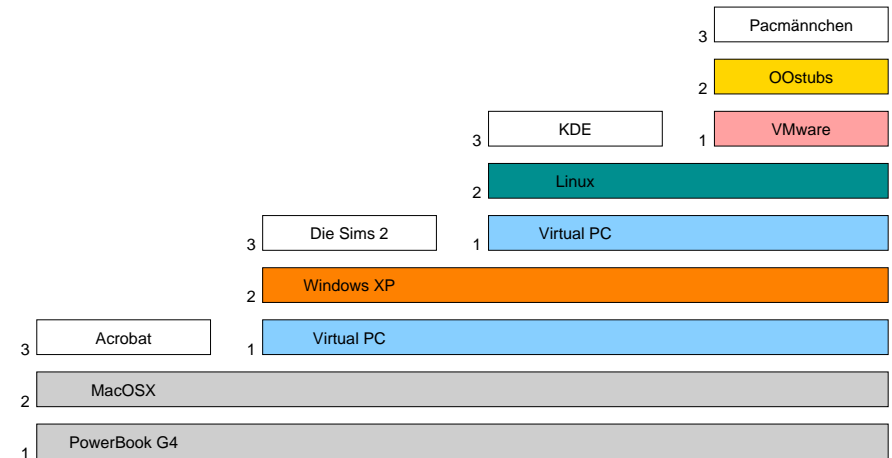 3 Pacmännchen
2 OOstubs
3 KDE 1 VMware
2 Linux
3 Die Sims 2 1 Virtual PC
2 Windows XP
3 Acrobat 1 Virtual PC
2 MacOSX
1 PowerBook G4